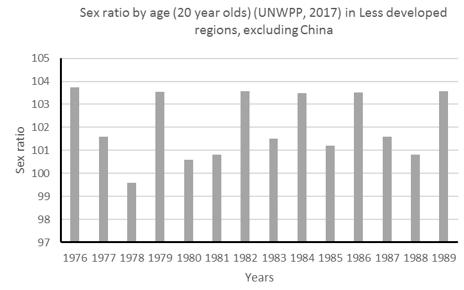 Sex ratio by age (20 year olds) (UNWPP, 2017) in Less developed
regions, excluding China
105
104
103
102
101
100
99
98
97
Sex ratio
1976 1977 1978 1979 1980 1981 1982 1983 1984 1985 1986 1987 1988 1989
Years